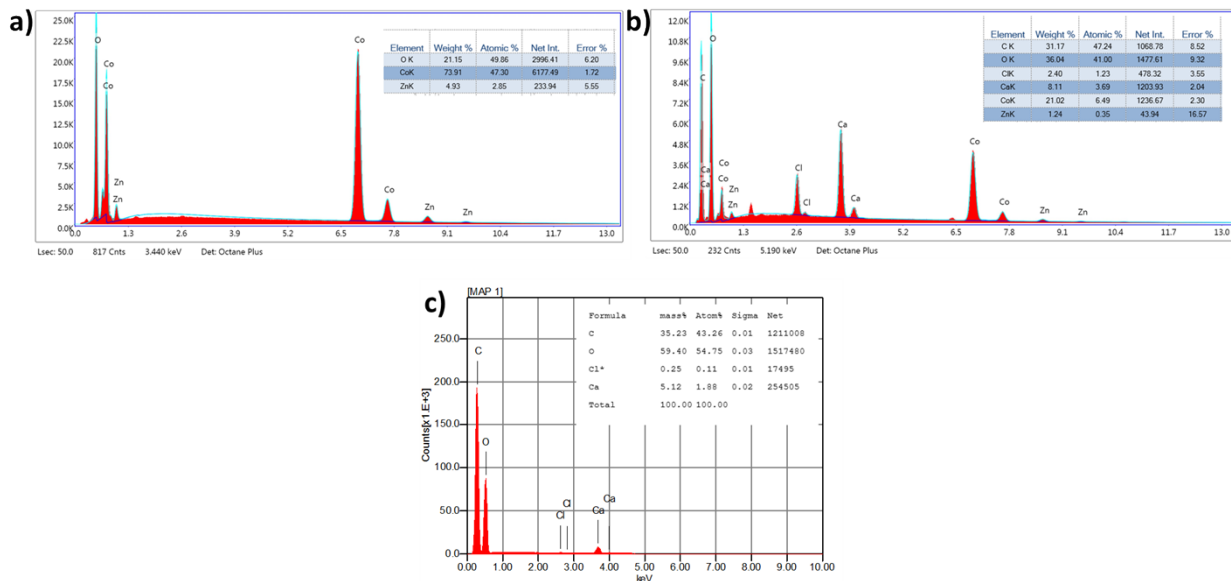 a)
25.0K
22.5K
20.0K
17.5K
15.0K
12.5K
10.0K
7.5K
5.0K
2.5K
0.0K
O
Co
Co
Zn
Zn
Co
Co
Zn
Zn
Element Weight % Atomic % Net Int. Error %
O K 21.15 49.86 2996.41 6.20
CoK 73.91 47.30 6177.49 1.72
ZnK 4.93 2.85 233.94 5.55
0.0 1.3 2.6 3.9 5.2 6.5 7.8 9.1 10.4 11.7 13.0
Lsec: 50.0 817 Cnts 3.440 keV Det: Octane Plus
b)
12.0K
10.8K
9.6K
8.4K
7.2K
6.0K
4.8K
3.6K
2.4K
1.2K
0.0K
O
C
Ca
Ca
Co
Co
Zn
Zn
Cl
Cl
Ca
Ca
Co
Co
Zn
Zn
Element Weight % Atomic % Net Int. Error %
C K 31.17 47.24 1068.78 8.52
O K 36.04 41.00 1477.61 9.32
ClK 2.40 1.23 478.32 3.55
CaK 8.11 3.69 1203.93 2.04
CoK 21.02 6.49 1236.67 2.30
ZnK 1.24 0.35 43.94 16.57
0.0 1.3 2.6 3.9 5.2 6.5 7.8 9.1 10.4 11.7 13.0
Lsec: 50.0 232 Cnts 5.190 keV Det: Octane Plus
c)
[MAP 1]
Counts[x1.E+3]
250.0
200.0
150.0
100.0
50.0
0.0
C
O
Cl
Cl
Ca
Ca
Formula mass% Atom% Sigma Net
C 35.23 43.26 0.01 1211008
O 59.40 54.75 0.03 1517480
Cl* 0.25 0.11 0.01 17495
Ca 5.12 1.88 0.02 254505
Total 100.00 100.00
0.00 1.00 2.00 3.00 4.00 5.00 6.00 7.00 8.00 9.00 10.00
keV